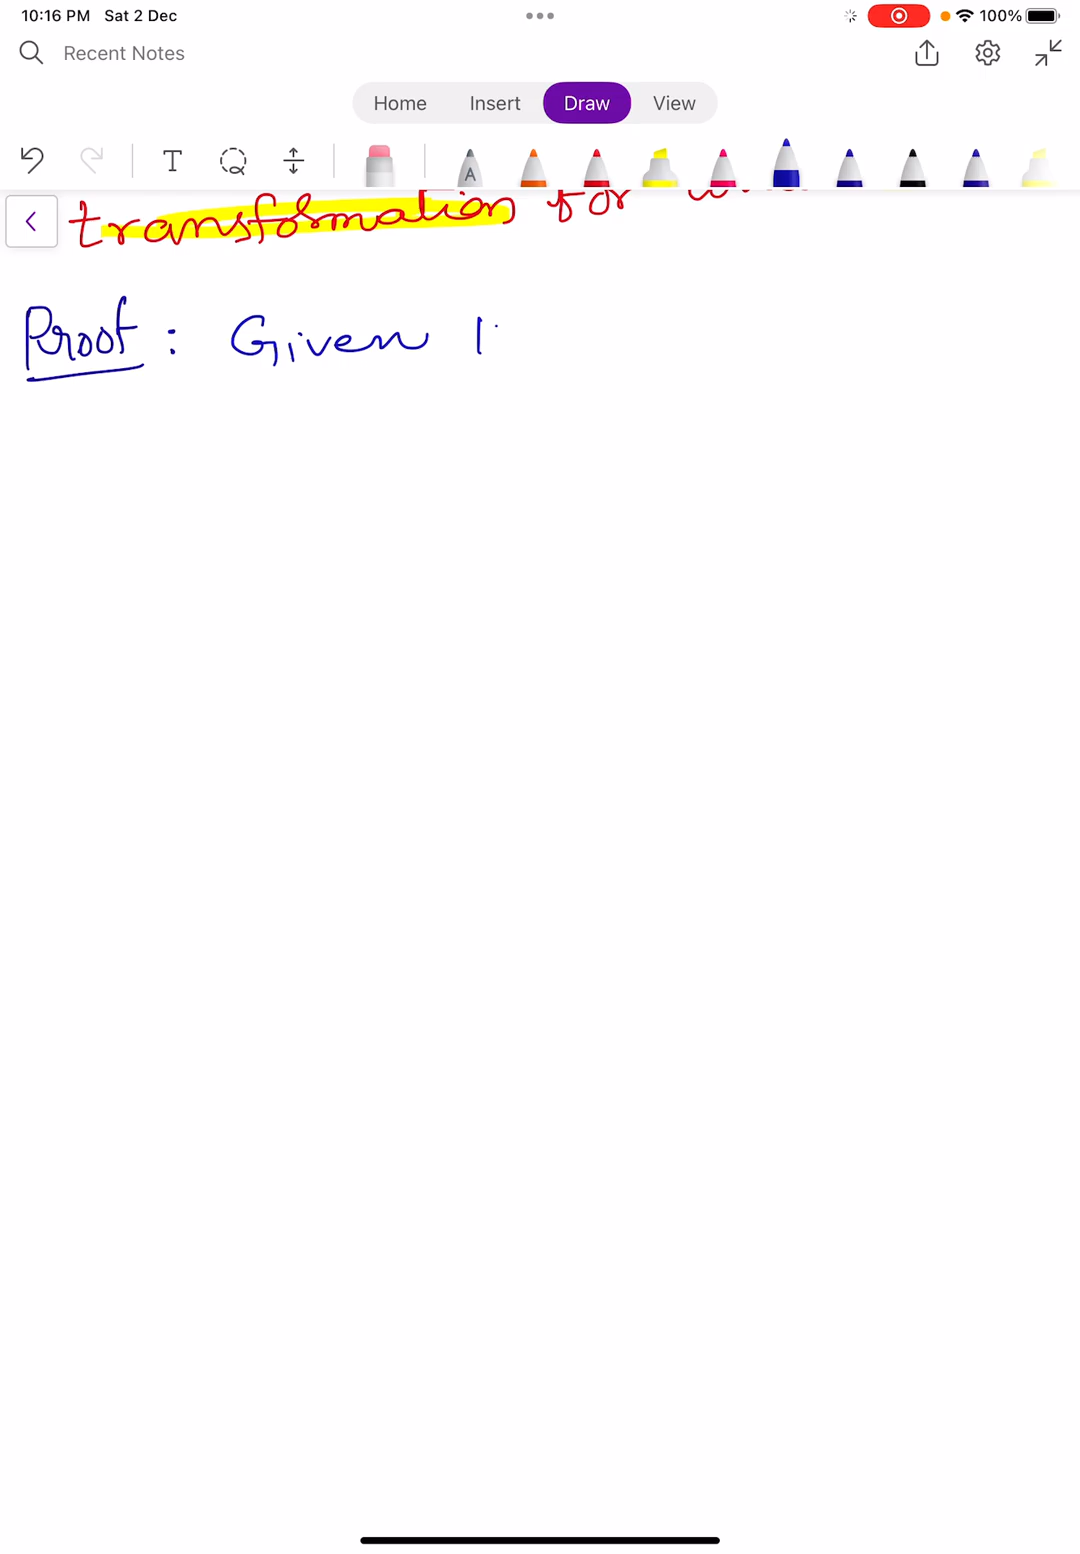 10:16 PM Sat 2 Dec 100%
Recent Notes
Home Insert Draw View
T A
transformation for
Proof : Given